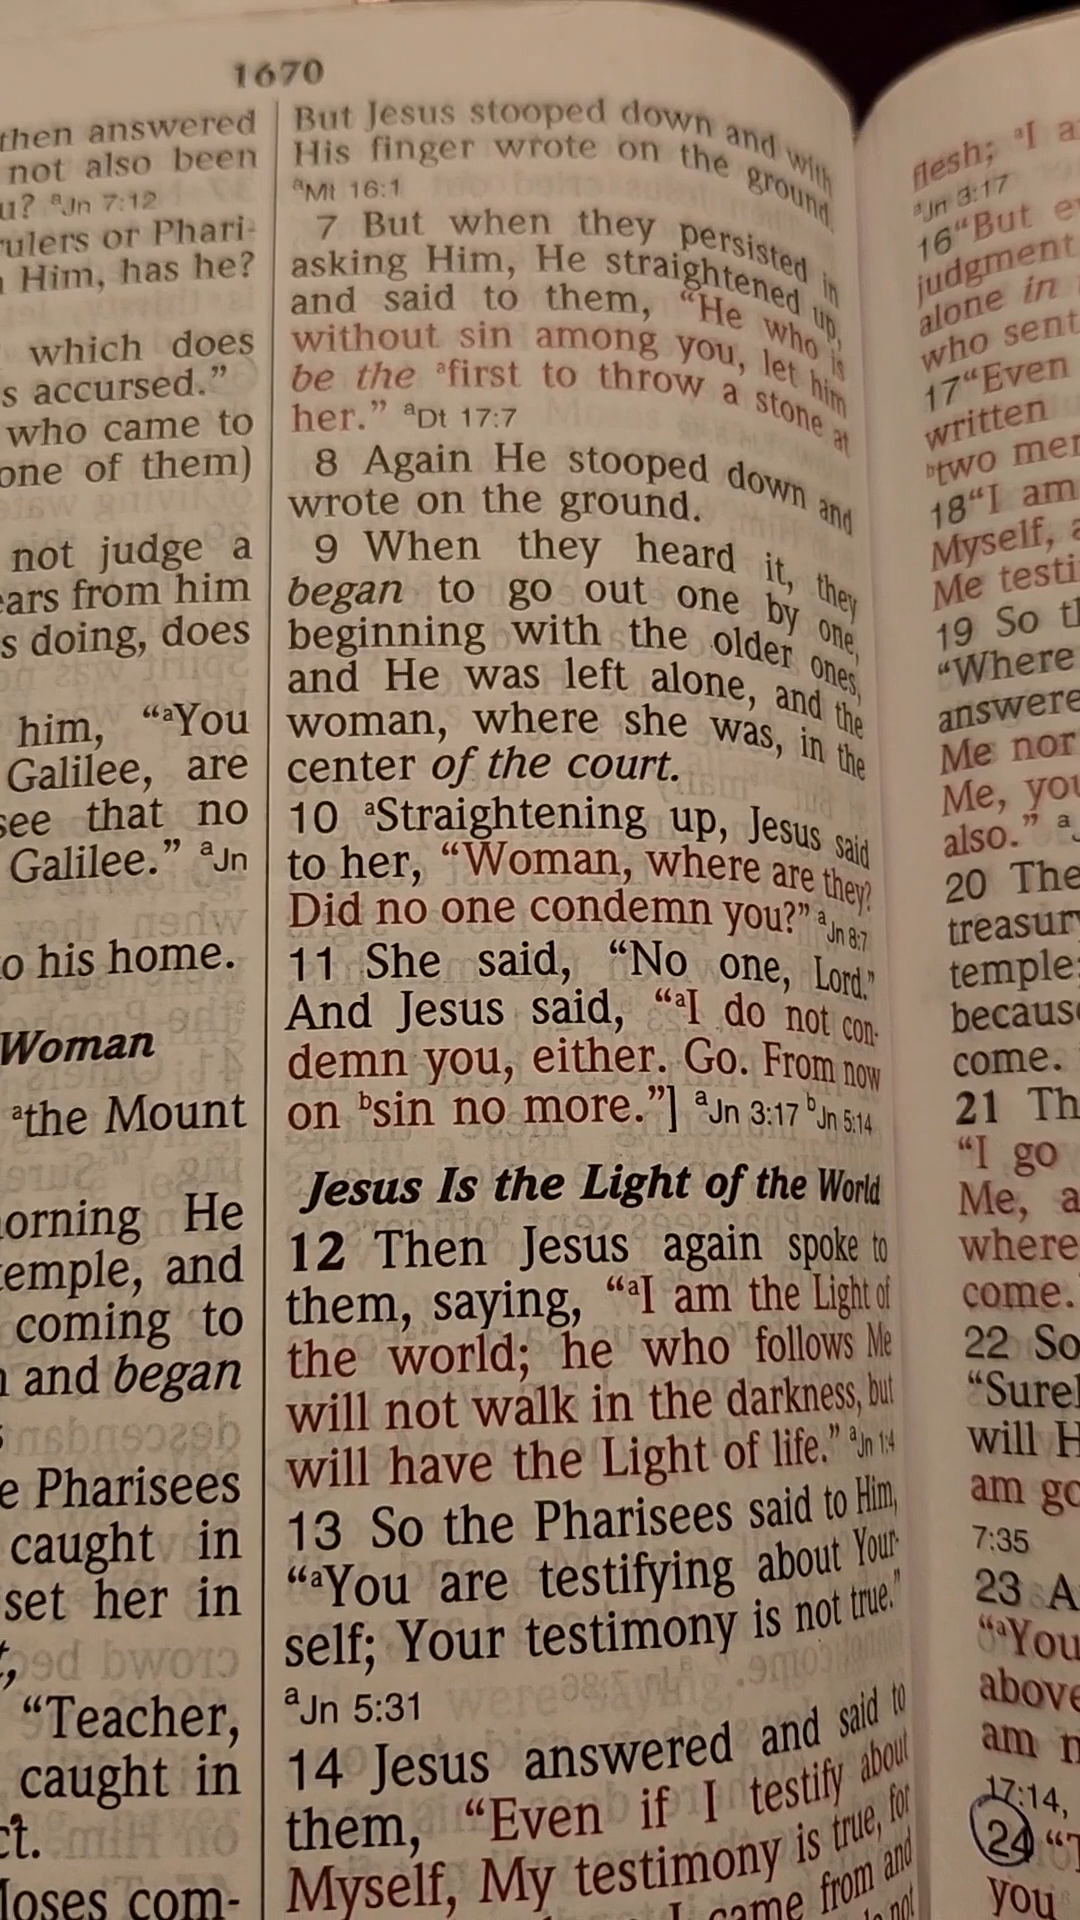 1670
then answered
not also been
u? ᵃJn 7:12
rulers or Phari-
Him, has he?
which does
s accursed.”
who came to
one of them)
not judge a
ears from him
s doing, does
him, “ᵃYou
Galilee, are
see that no
Galilee.” ᵃJn
o his home.
Woman
ᵃthe Mount
orning He
temple, and
coming to
and began
e Pharisees
caught in
set her in
“Teacher,
caught in
ct.
Moses com-
But Jesus stooped down and with
His finger wrote on the ground
ᵃMt 16:1
7 But when they persisted in
asking Him, He straightened up,
and said to them, “He who is
without sin among you, let him
be the ᵃfirst to throw a stone at
her.” ᵃDt 17:7
8 Again He stooped down and
wrote on the ground.
9 When they heard it, they
began to go out one by one,
beginning with the older ones,
and He was left alone, and the
woman, where she was, in the
center of the court.
10 ᵃStraightening up, Jesus said
to her, “Woman, where are they?
Did no one condemn you?” ᵃJn 8:7
11 She said, “No one, Lord.”
And Jesus said, “ᵃI do not con-
demn you, either. Go. From now
on ᵇsin no more.”] ᵃJn 3:17 ᵇJn 5:14
Jesus Is the Light of the World
12 Then Jesus again spoke to
them, saying, “ᵃI am the Light of
the world; he who follows Me
will not walk in the darkness, but
will have the Light of life.” ᵃJn 1:4
13 So the Pharisees said to Him,
“ᵃYou are testifying about Your-
self; Your testimony is not true.”
ᵃJn 5:31
14 Jesus answered and said to
them, “Even if I testify about
Myself, My testimony is true, for
I came from and
not
flesh; ᵃI a
ᵃJn 3:17
16 “But ev
judgment
alone in
who sent
17 “Even
written
ᵇtwo men
18 “I am
Myself, a
Me testi
19 So th
“Where
answere
Me nor
Me, you
also.” ᵃ
20 The
treasury
temple;
because
come.
21 Th
“I go
Me, a
where
come.
22 So
“Surel
will H
am go
7:35
23 A
“ᵃYou
above
am n
17:14,
24 “
you